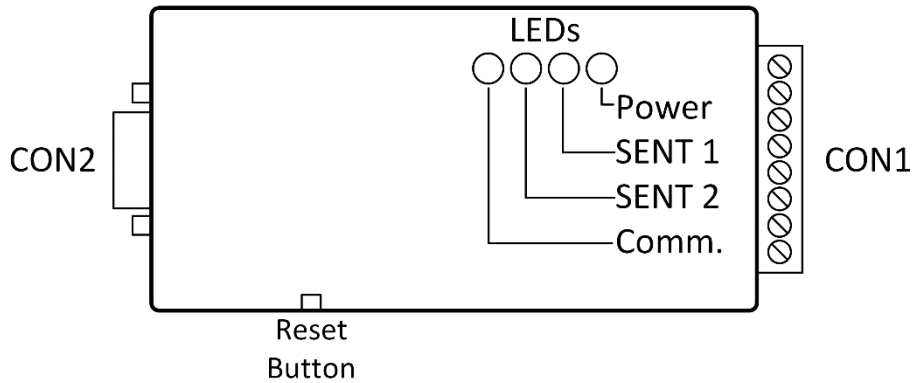 LEDs
Power
SENT 1
SENT 2
Comm.
CON2
CON1
Reset
Button